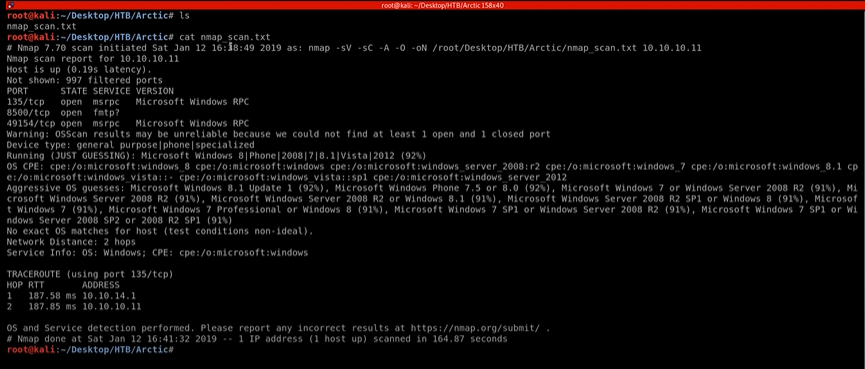 root@kali: ~/Desktop/HTB/Arctic 158x40
root@kali:~/Desktop/HTB/Arctic# ls
nmap_scan.txt
root@kali:~/Desktop/HTB/Arctic# cat nmap_scan.txt
# Nmap 7.70 scan initiated Sat Jan 12 16:38:49 2019 as: nmap -sV -sC -A -O -oN /root/Desktop/HTB/Arctic/nmap_scan.txt 10.10.10.11
Nmap scan report for 10.10.10.11
Host is up (0.19s latency).
Not shown: 997 filtered ports
PORT      STATE SERVICE VERSION
135/tcp   open  msrpc   Microsoft Windows RPC
8500/tcp  open  fmtp?
49154/tcp open  msrpc   Microsoft Windows RPC
Warning: OSScan results may be unreliable because we could not find at least 1 open and 1 closed port
Device type: general purpose|phone|specialized
Running (JUST GUESSING): Microsoft Windows 8|Phone|2008|7|8.1|Vista|2012 (92%)
OS CPE: cpe:/o:microsoft:windows_8 cpe:/o:microsoft:windows cpe:/o:microsoft:windows_server_2008:r2 cpe:/o:microsoft:windows_7 cpe:/o:microsoft:windows_8.1 cp
e:/o:microsoft:windows_vista::- cpe:/o:microsoft:windows_vista::sp1 cpe:/o:microsoft:windows_server_2012
Aggressive OS guesses: Microsoft Windows 8.1 Update 1 (92%), Microsoft Windows Phone 7.5 or 8.0 (92%), Microsoft Windows 7 or Windows Server 2008 R2 (91%), Mi
crosoft Windows Server 2008 R2 (91%), Microsoft Windows Server 2008 R2 or Windows 8.1 (91%), Microsoft Windows Server 2008 R2 SP1 or Windows 8 (91%), Microsof
t Windows 7 (91%), Microsoft Windows 7 Professional or Windows 8 (91%), Microsoft Windows 7 SP1 or Windows Server 2008 R2 (91%), Microsoft Windows 7 SP1 or Wi
ndows Server 2008 SP2 or 2008 R2 SP1 (91%)
No exact OS matches for host (test conditions non-ideal).
Network Distance: 2 hops
Service Info: OS: Windows; CPE: cpe:/o:microsoft:windows
TRACEROUTE (using port 135/tcp)
HOP RTT       ADDRESS
1   187.58 ms 10.10.14.1
2   187.85 ms 10.10.10.11
OS and Service detection performed. Please report any incorrect results at https://nmap.org/submit/ .
# Nmap done at Sat Jan 12 16:41:32 2019 -- 1 IP address (1 host up) scanned in 164.87 seconds
root@kali:~/Desktop/HTB/Arctic#